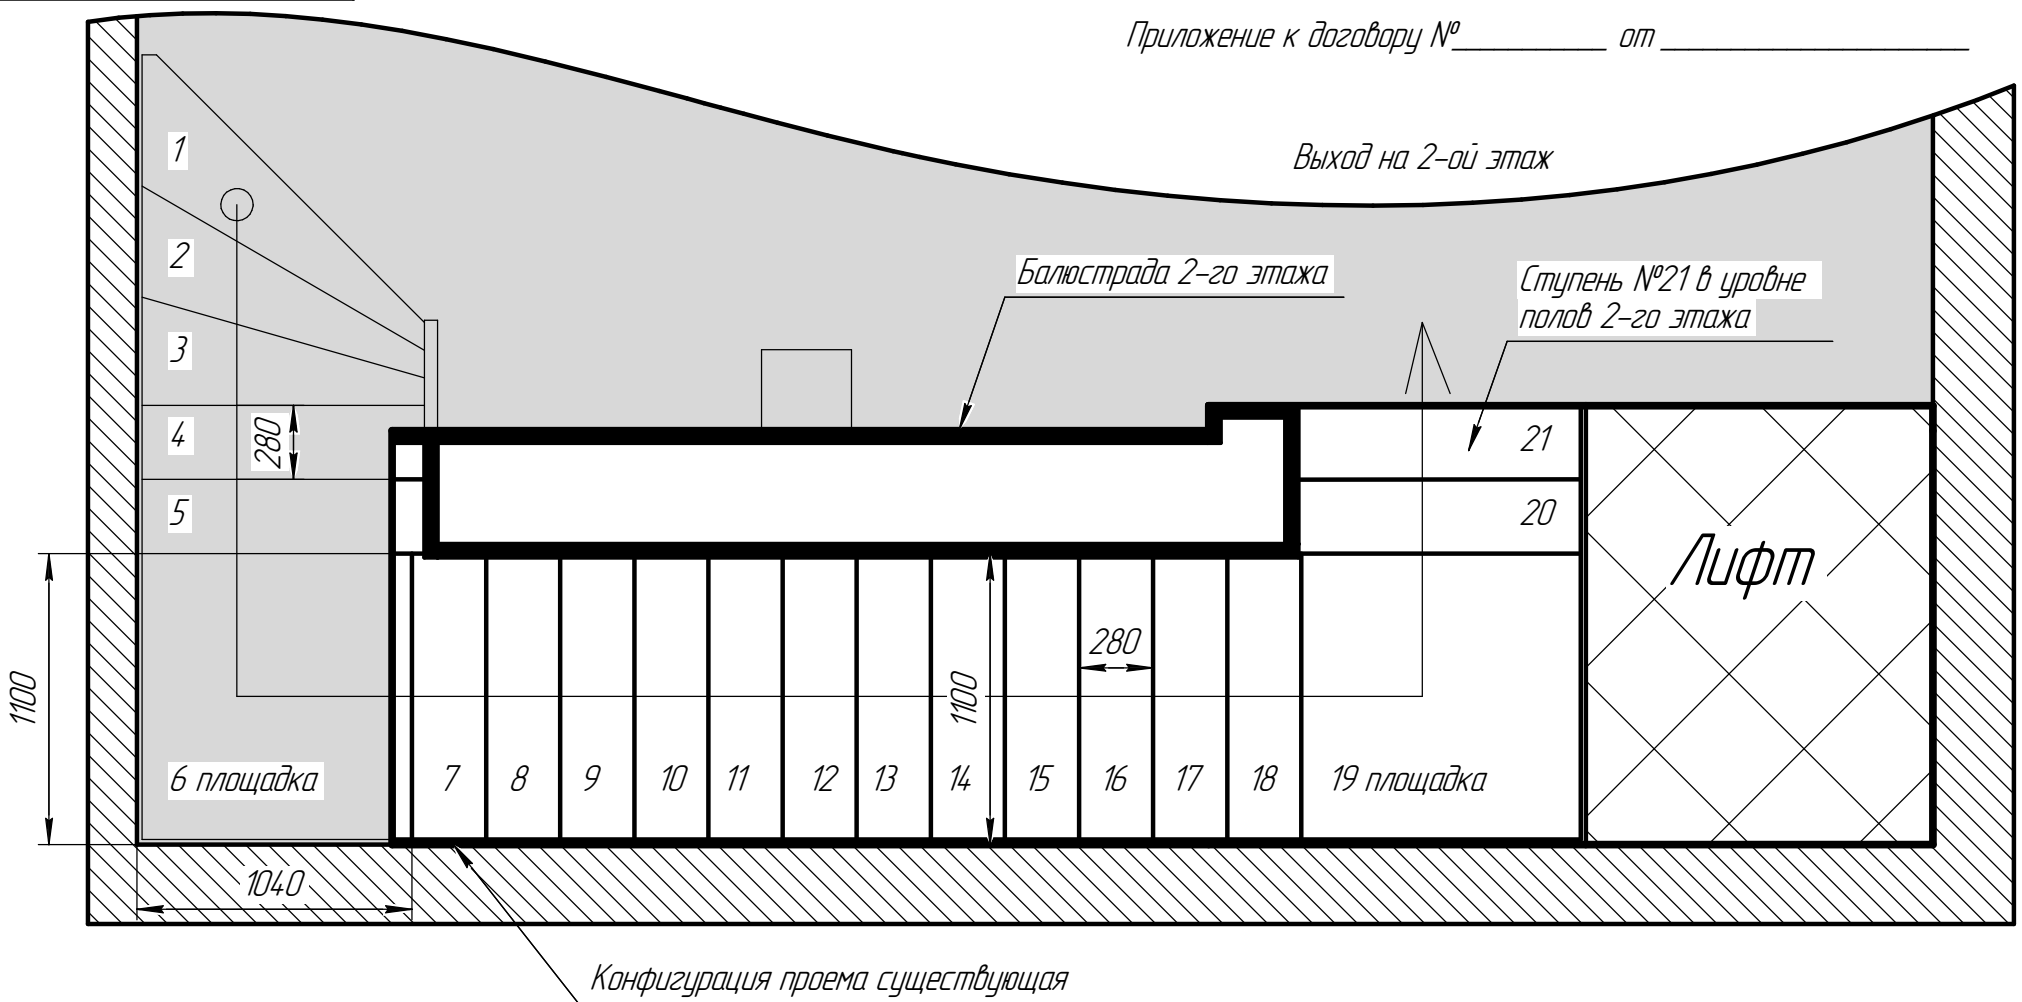 Приложение к договору №__________ от ____________________
Выход на 2-ой этаж
Балюстрада 2-го этажа
Ступень №21 в уровне
полов 2-го этажа
1
2
3
4
280
5
21
20
Лифт
1100
1100
280
6 площадка
7
8
9
10
11
12
13
14
15
16
17
18
19 площадка
1040
Конфигурация проема существующая